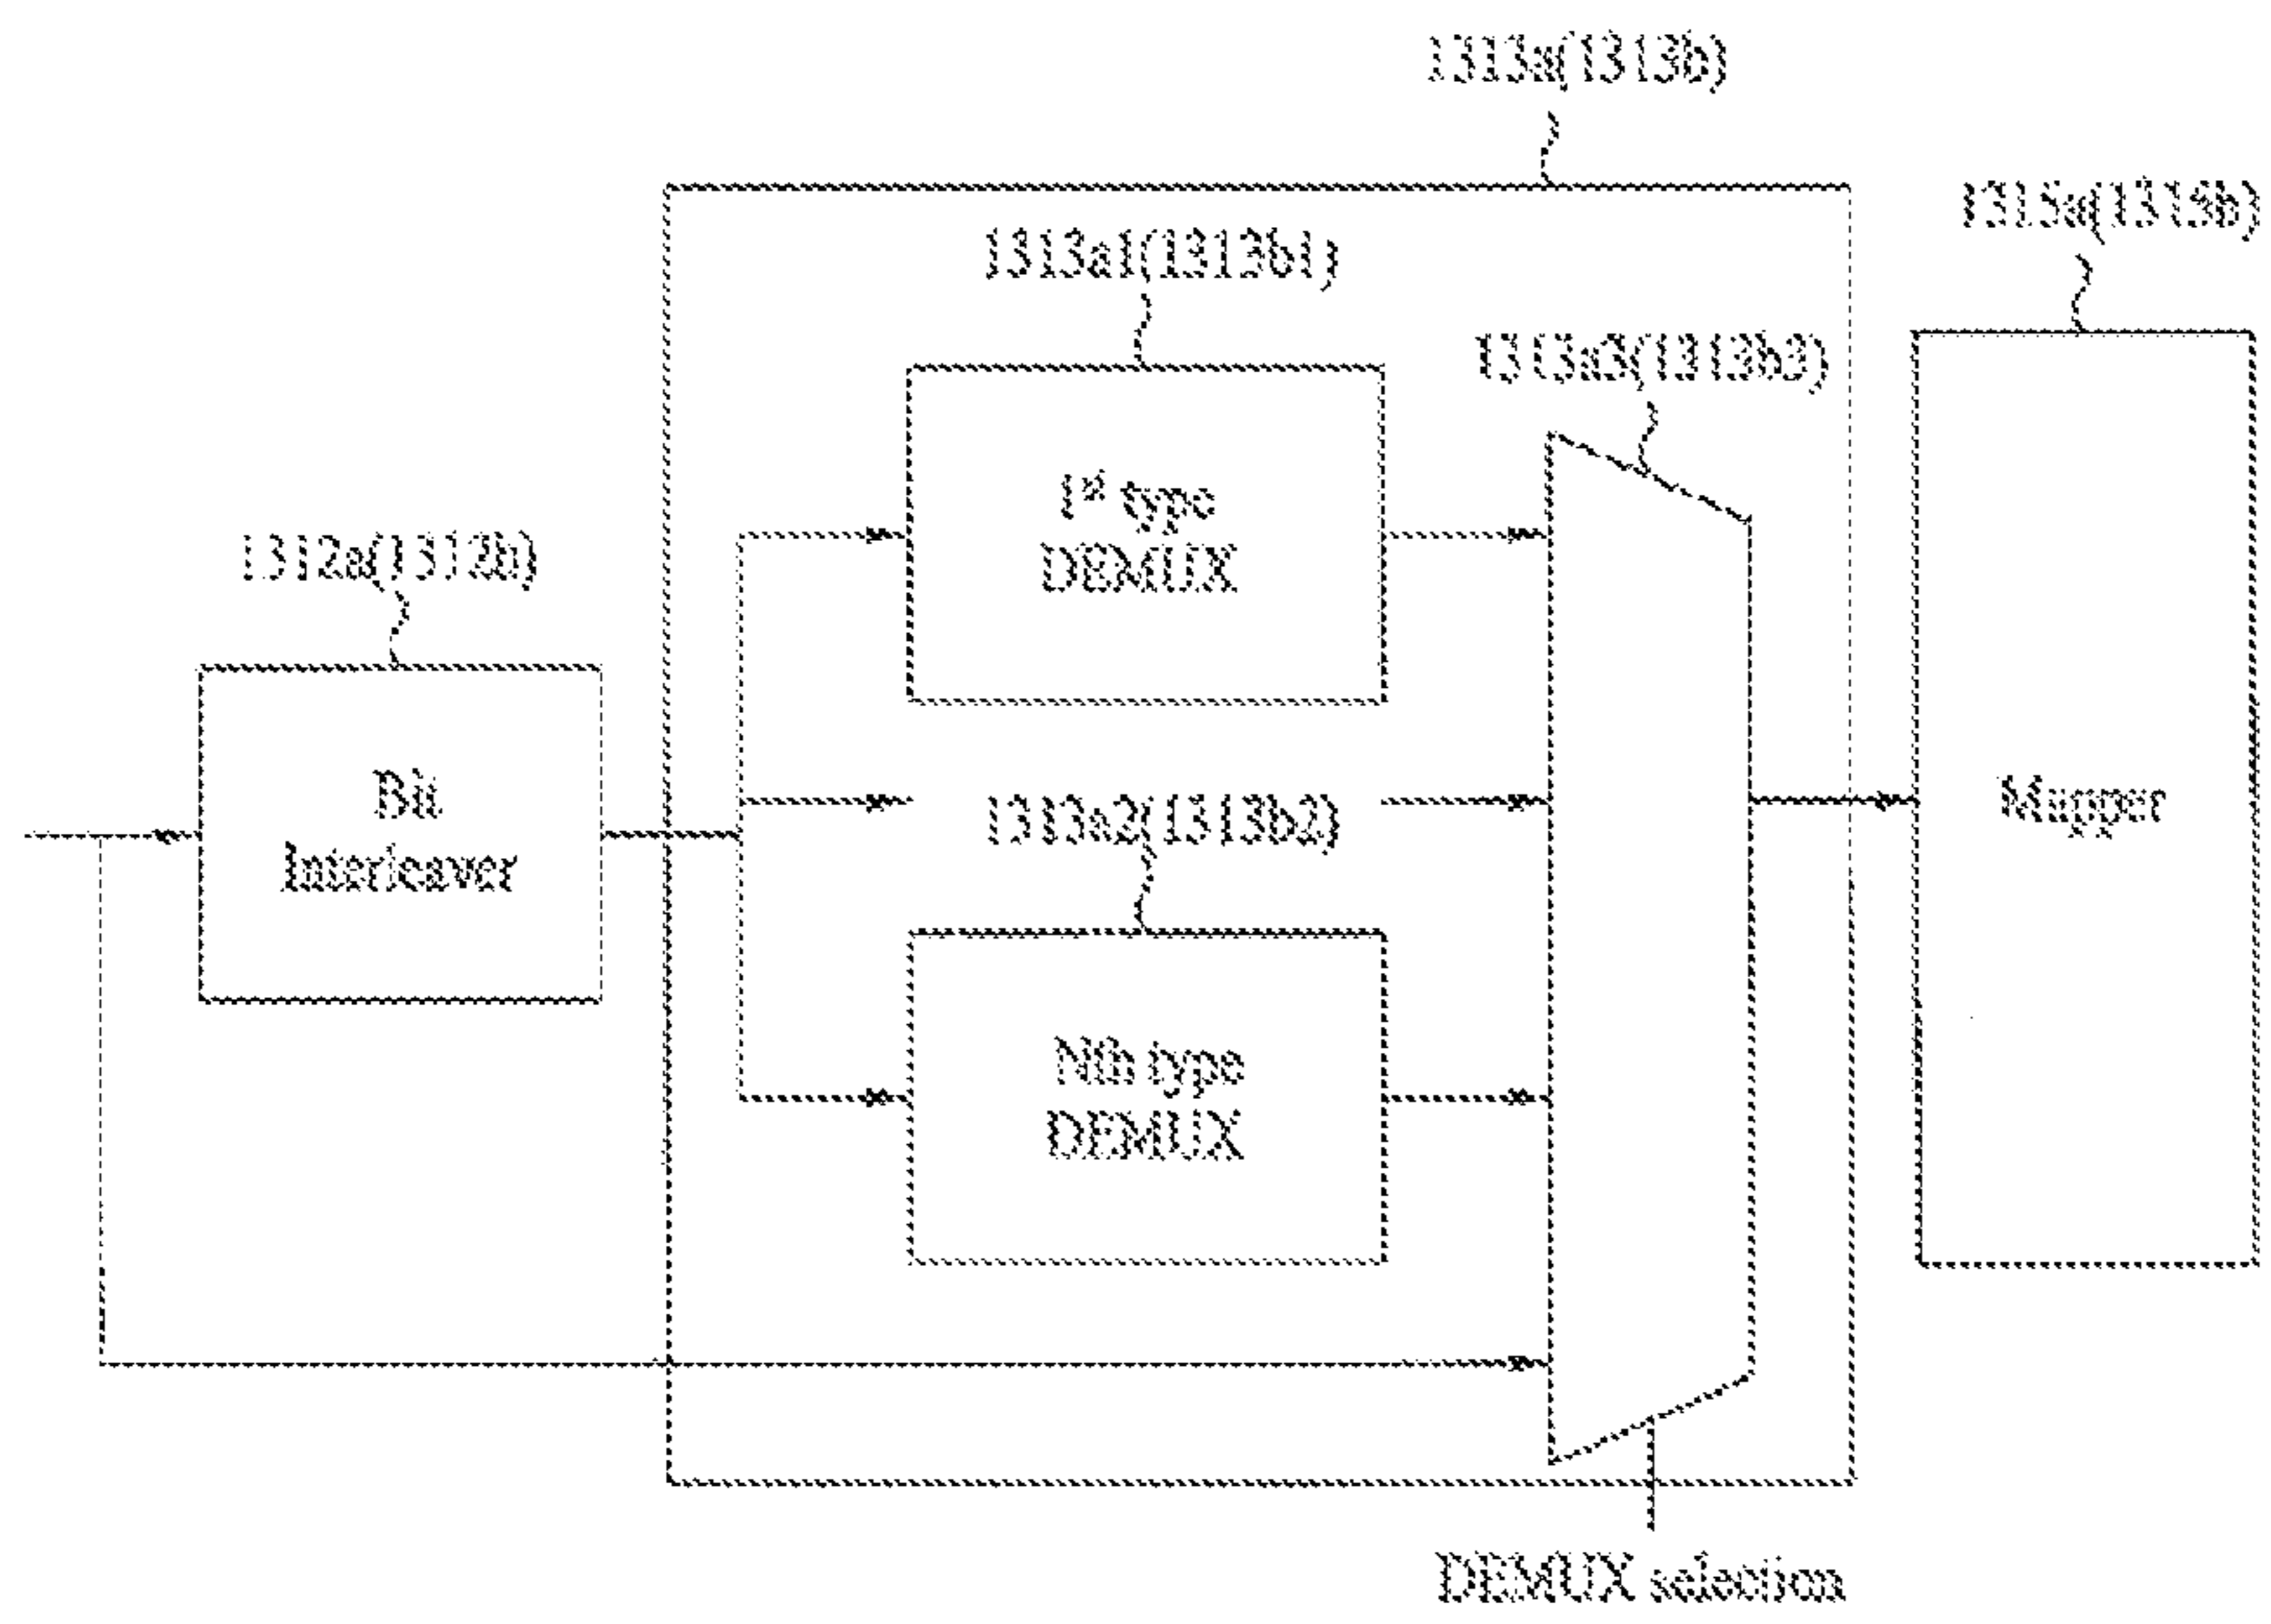 1313a(1313b)
1315a(1315b)
1313a1(1313b1)
1313a3(1313b3)
1st type
DEMUX
1312a(1312b)
Bit
Interleaver
1313a2(1313b2)
Mapper
Nth type
DEMUX
DEMUX selection